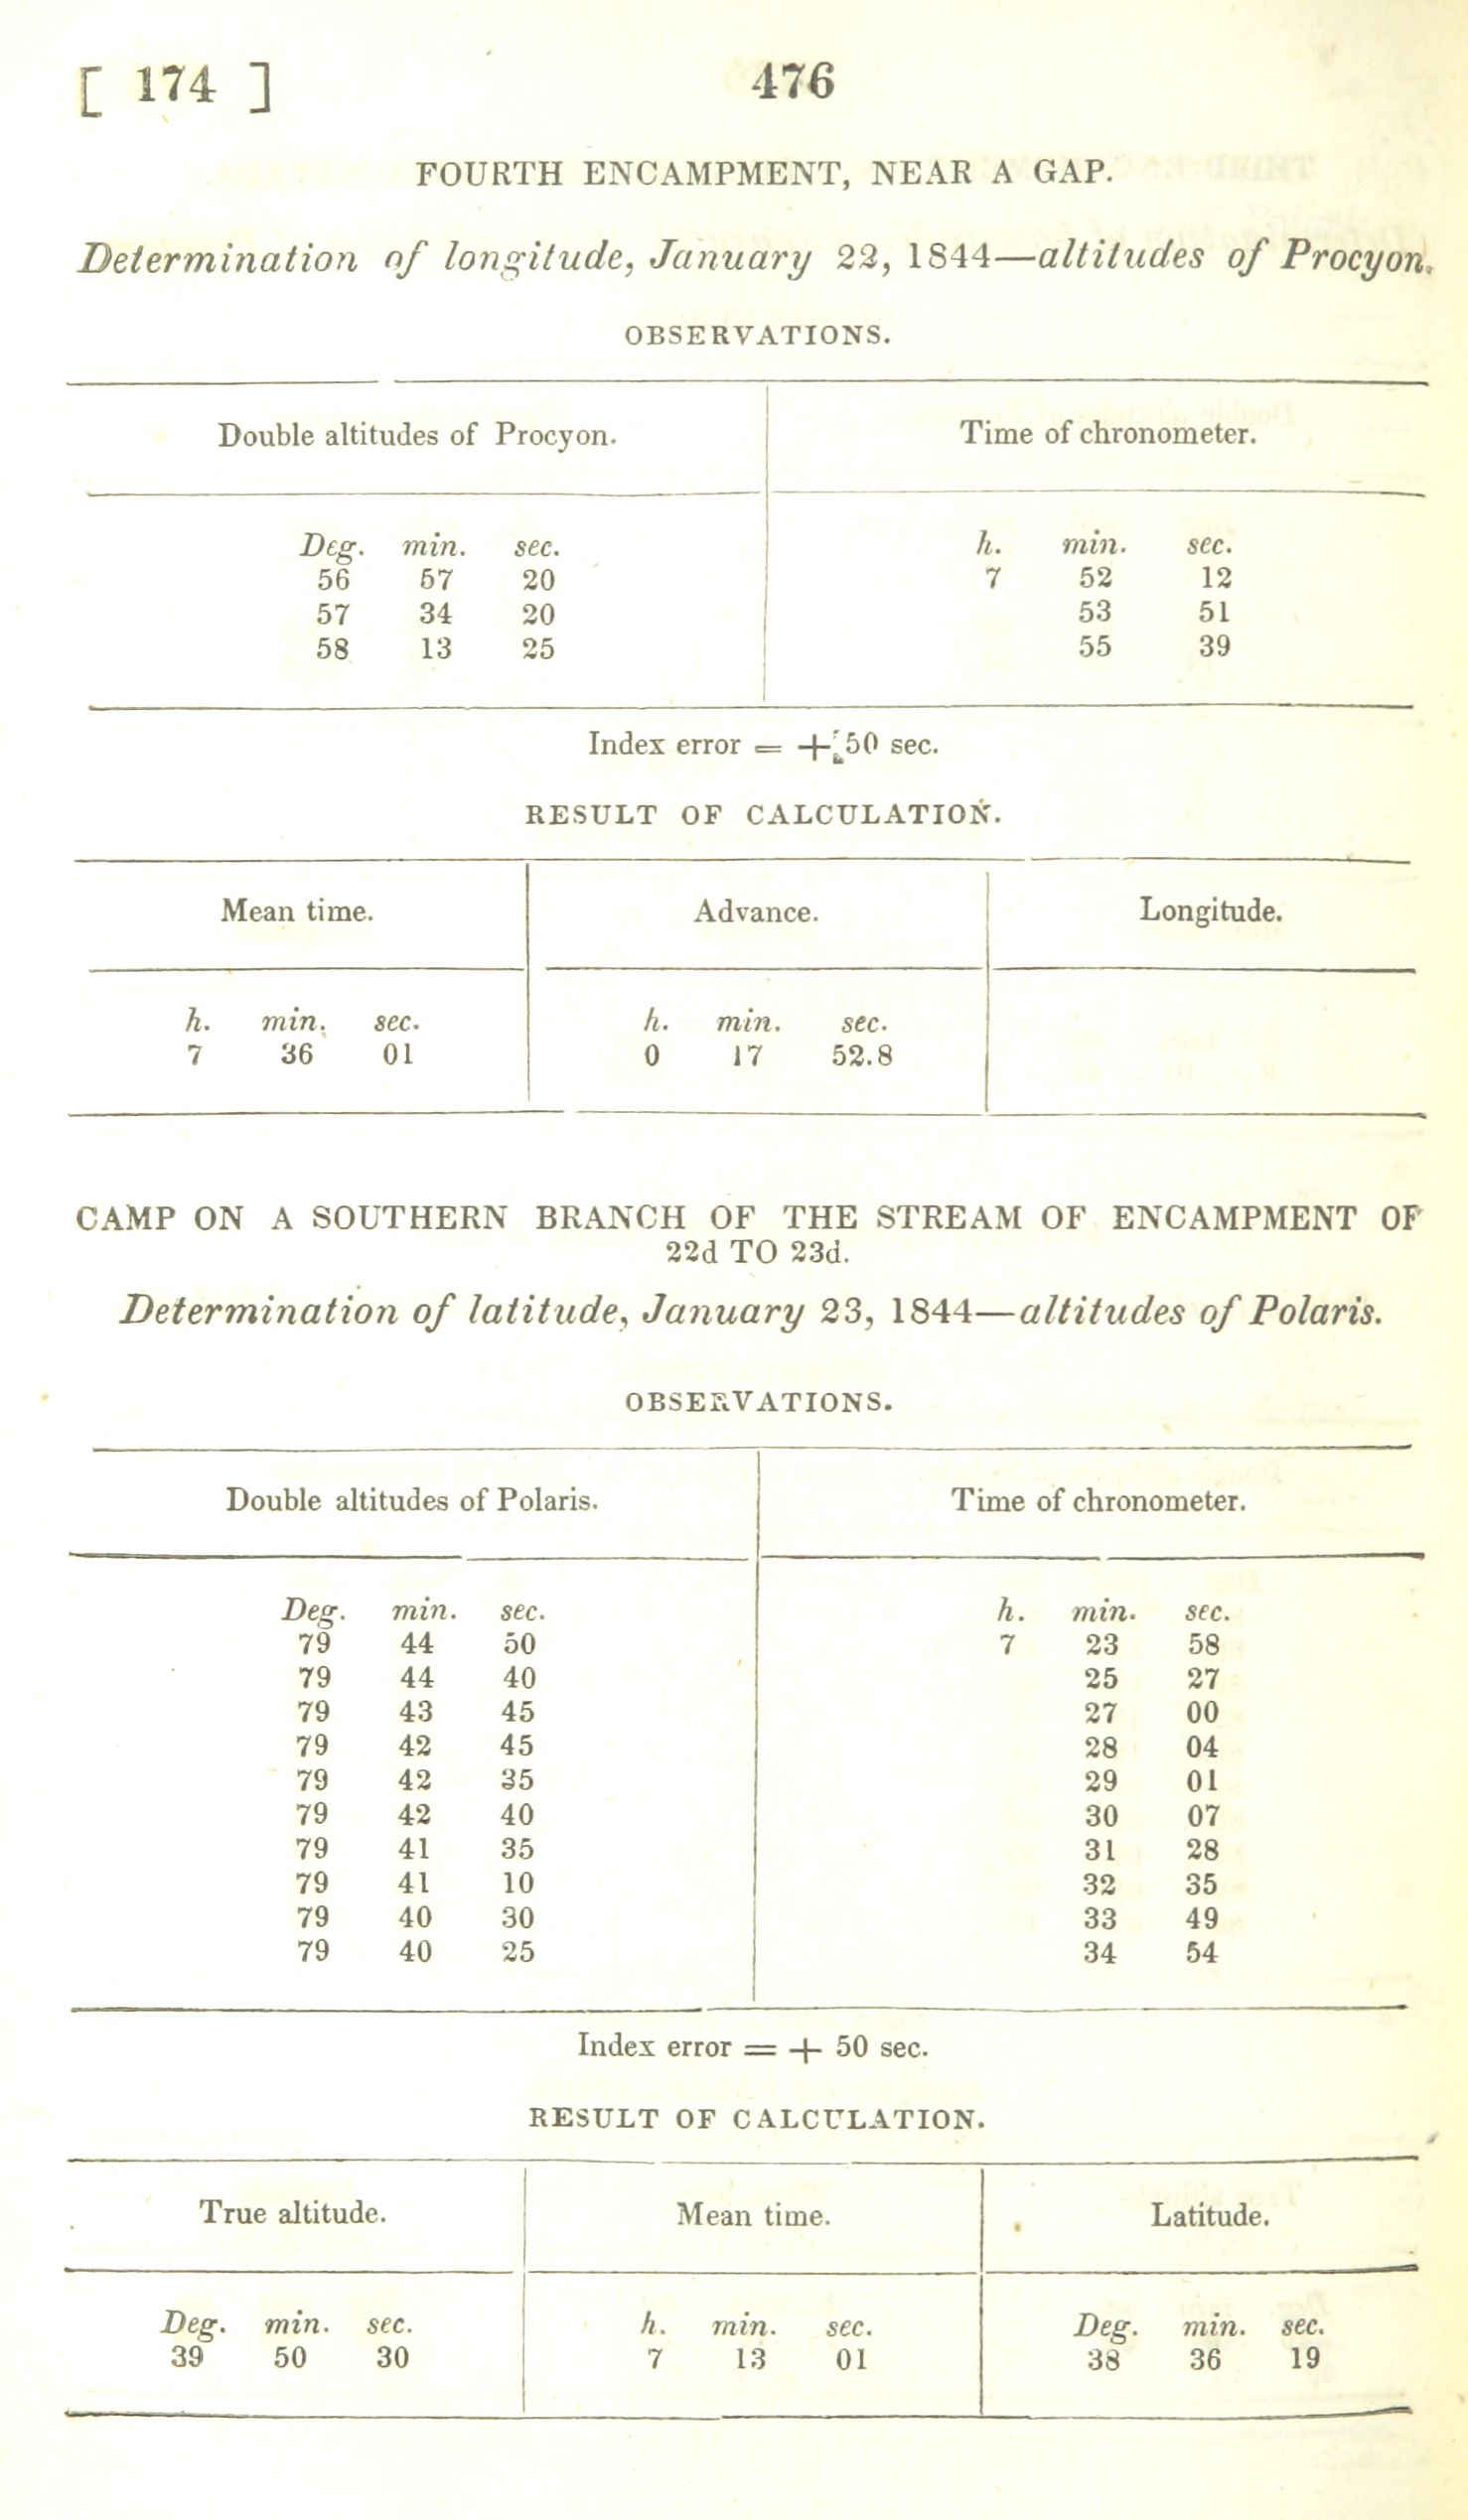 [ 174 ] 476
FOURTH ENCAMPMENT, NEAR A GAP.
Determination of longitude, January 22, 1844—altitudes of Procyon.
OBSERVATIONS.
Double altitudes of Procyon. Time of chronometer.
Deg. min. sec. h. min. sec.
56 57 20 7 52 12
57 34 20 53 51
58 13 25 55 39
Index error = + 50 sec.
RESULT OF CALCULATION.
Mean time. Advance. Longitude.
h. min. sec. h. min. sec.
7 36 01 0 17 52.8
CAMP ON A SOUTHERN BRANCH OF THE STREAM OF ENCAMPMENT OF
22d TO 23d.
Determination of latitude, January 23, 1844—altitudes of Polaris.
OBSERVATIONS.
Double altitudes of Polaris. Time of chronometer.
Deg. min. sec. h. min. sec.
79 44 50 7 23 58
79 44 40 25 27
79 43 45 27 00
79 42 45 28 04
79 42 35 29 01
79 42 40 30 07
79 41 35 31 28
79 41 10 32 35
79 40 30 33 49
79 40 25 34 54
Index error = + 50 sec.
RESULT OF CALCULATION.
True altitude. Mean time. Latitude.
Deg. min. sec. h. min. sec. Deg. min. sec.
39 50 30 7 13 01 38 36 19